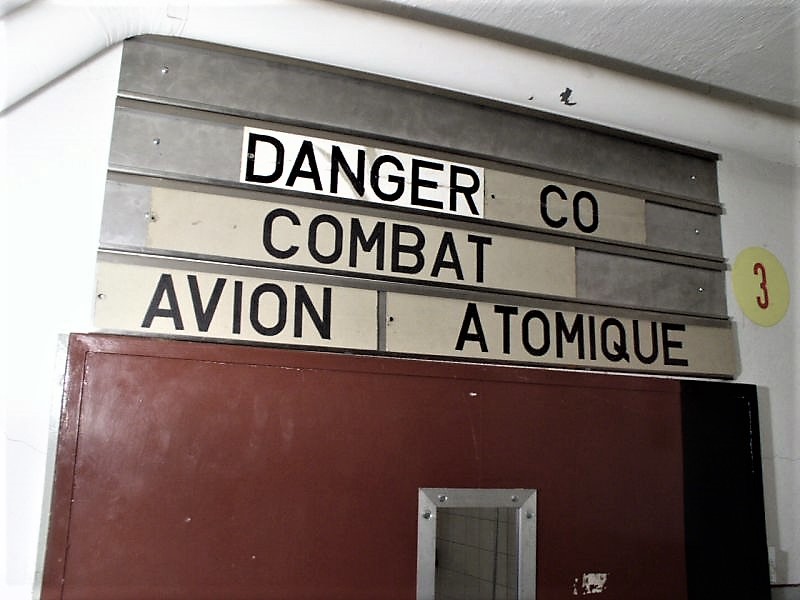 DANGER CO
COMBAT
AVION ATOMIQUE
3